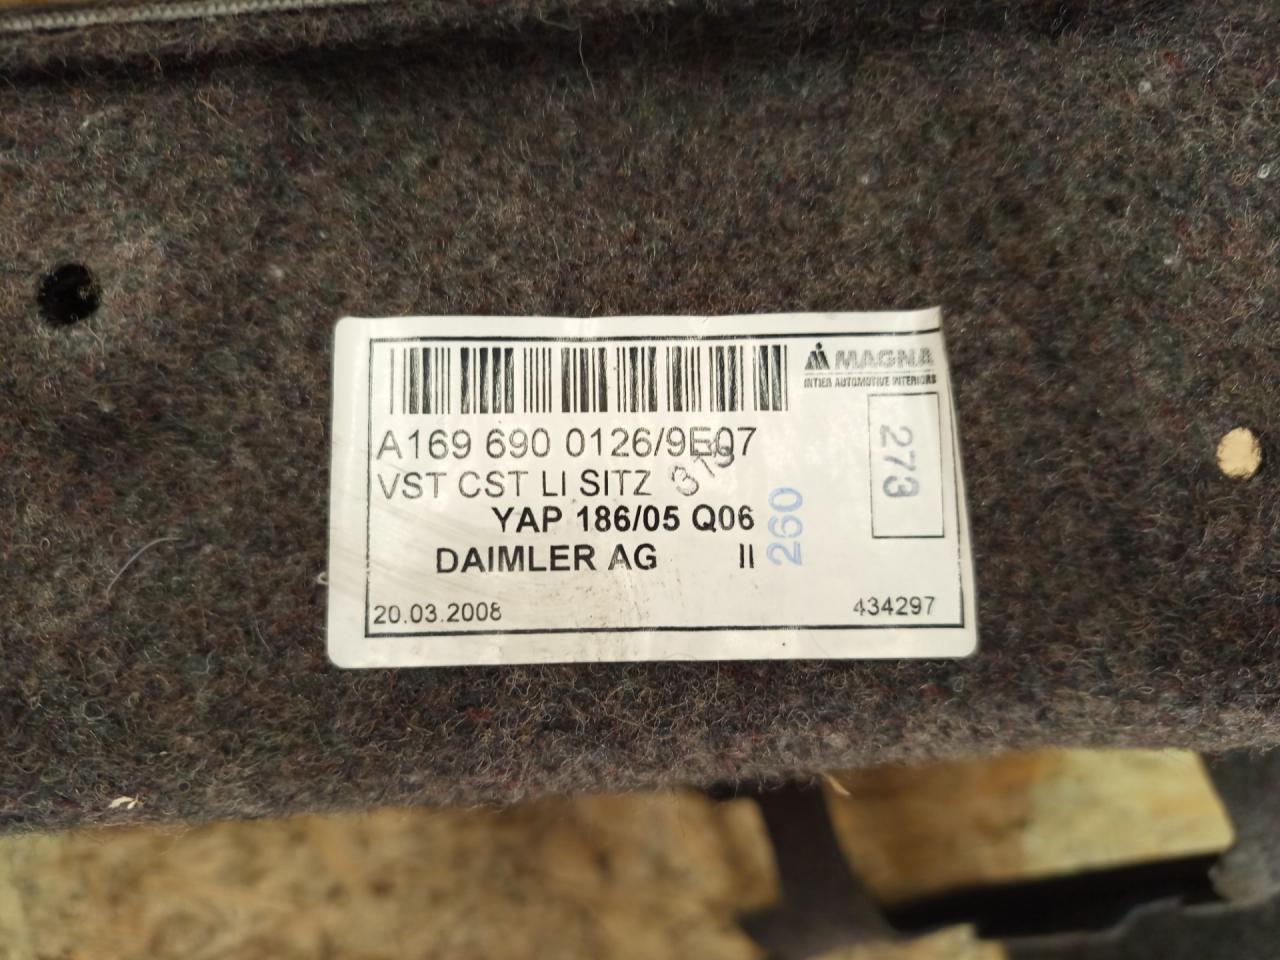 MAGNA
INTIER AUTOMOTIVE INTERIORS
A169 690 0126/9E07
VST CST LI SITZ
YAP 186/05 Q06
DAIMLER AG II
260
273
20.03.2008
434297